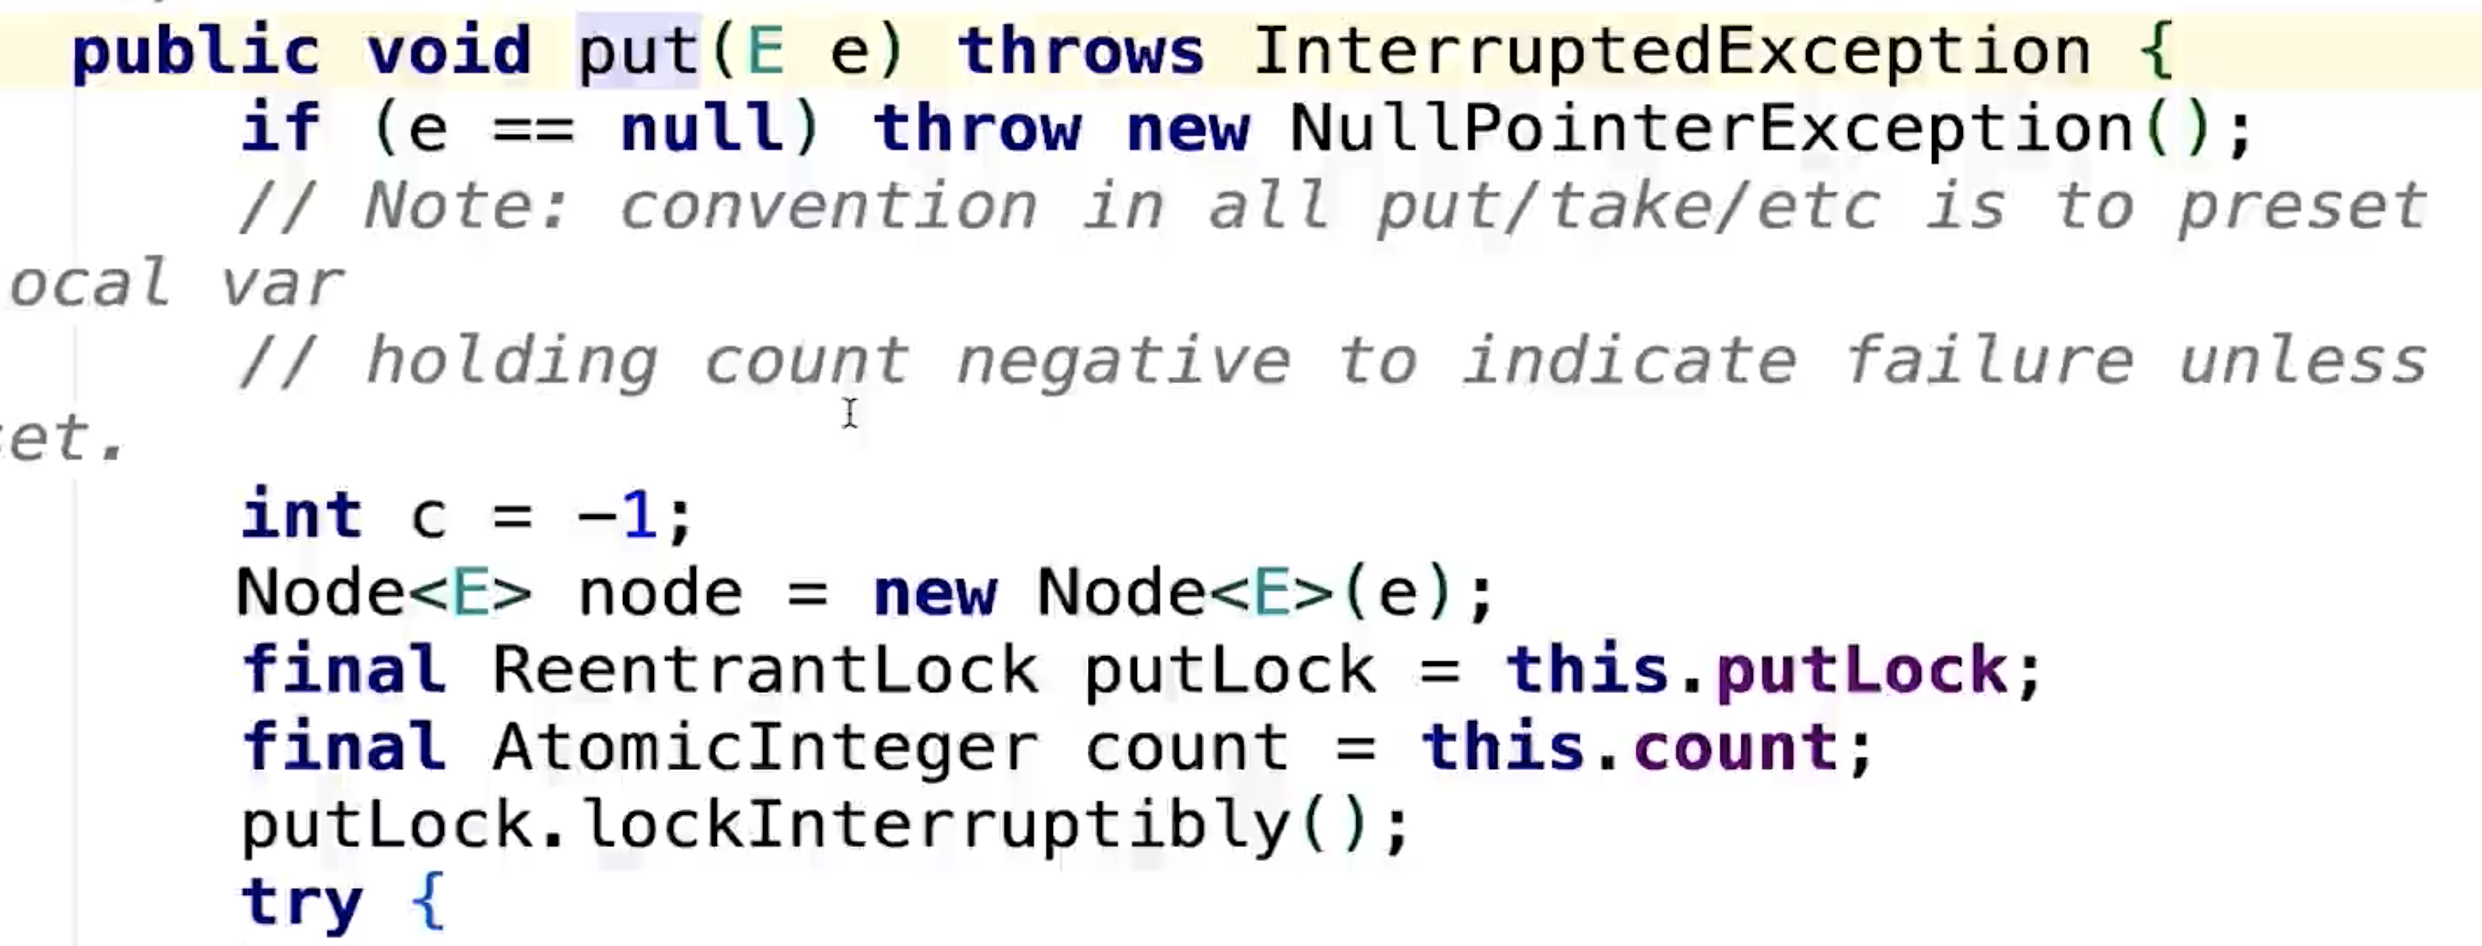 public void put(E e) throws InterruptedException {
if (e == null) throw new NullPointerException();
// Note: convention in all put/take/etc is to preset
ocal var
// holding count negative to indicate failure unless
et.
int c = -1;
Node<E> node = new Node<E>(e);
final ReentrantLock putLock = this.putLock;
final AtomicInteger count = this.count;
putLock.lockInterruptibly();
try {